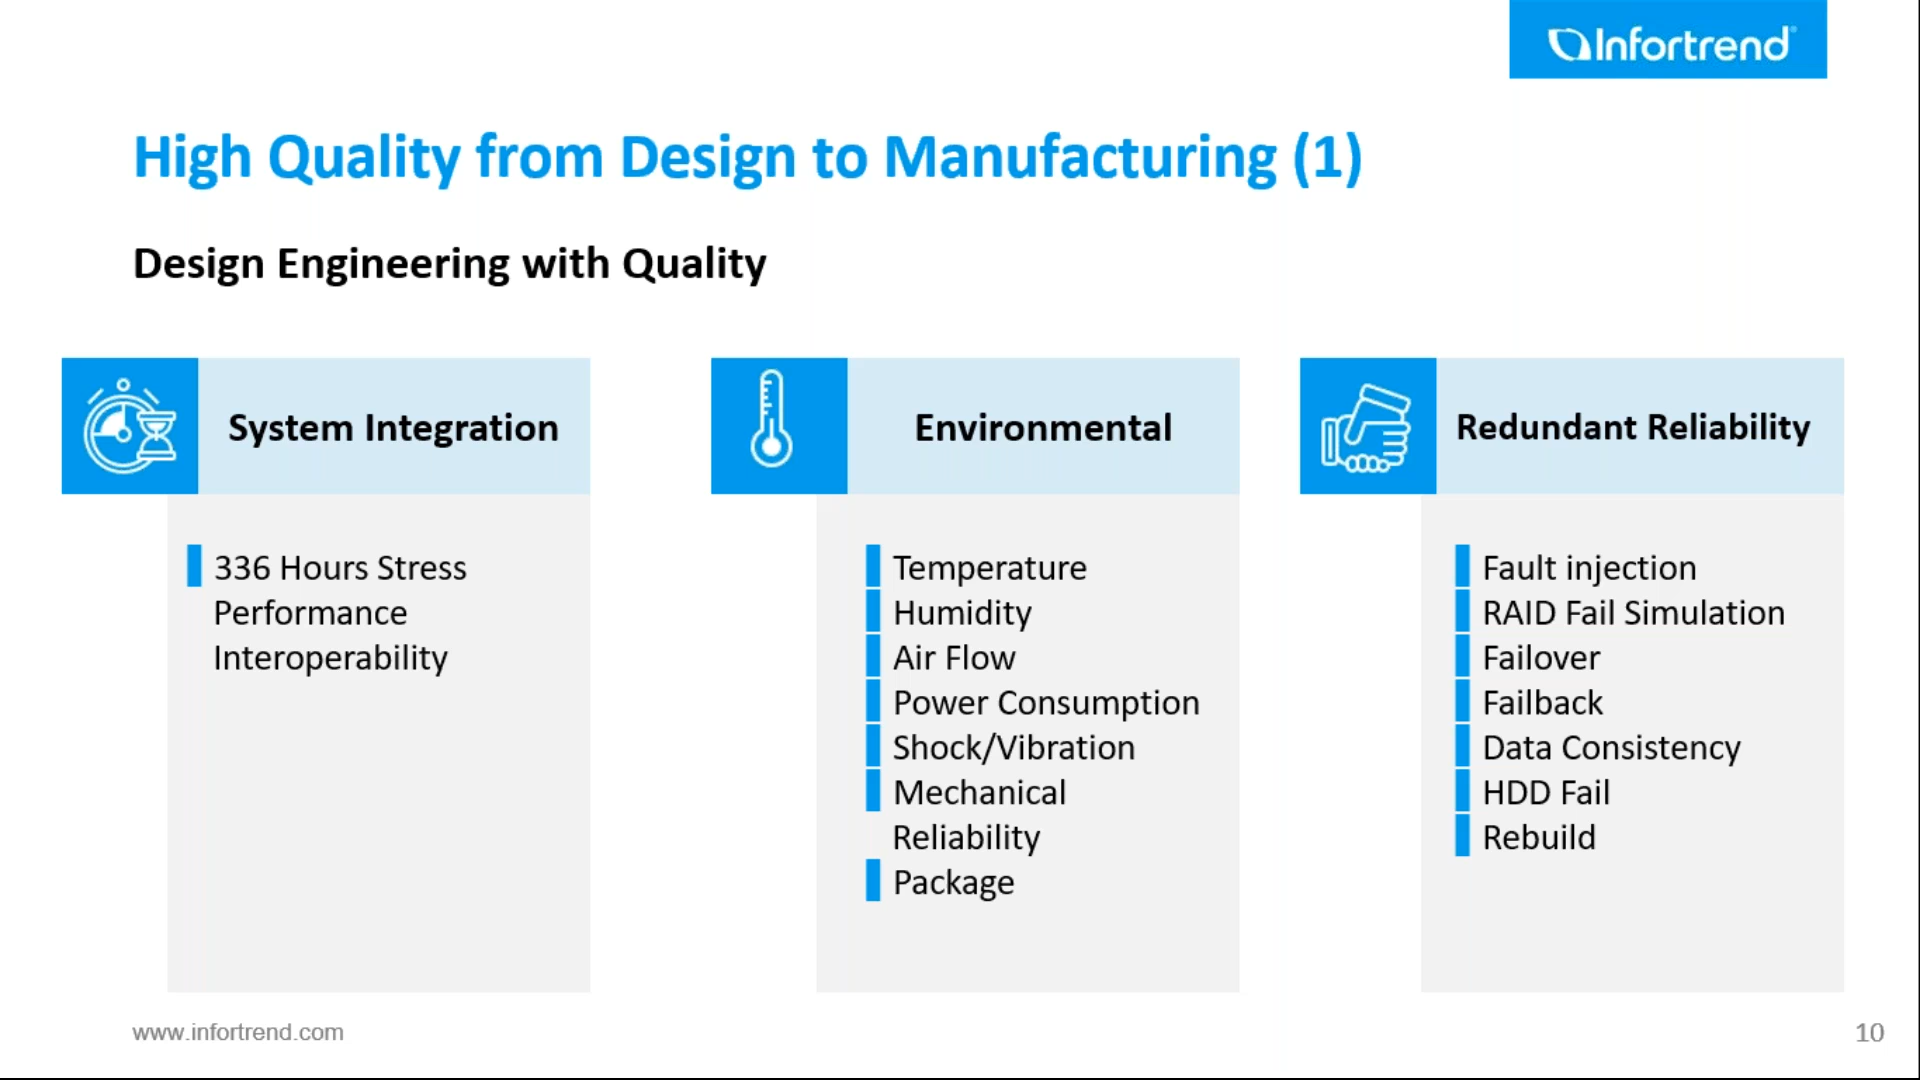 Infortrend
High Quality from Design to Manufacturing (1)
Design Engineering with Quality
System Integration
336 Hours Stress
Performance
Interoperability
Environmental
Temperature
Humidity
Air Flow
Power Consumption
Shock/Vibration
Mechanical
Reliability
Package
Redundant Reliability
Fault injection
RAID Fail Simulation
Failover
Failback
Data Consistency
HDD Fail
Rebuild
www.infortrend.com
10